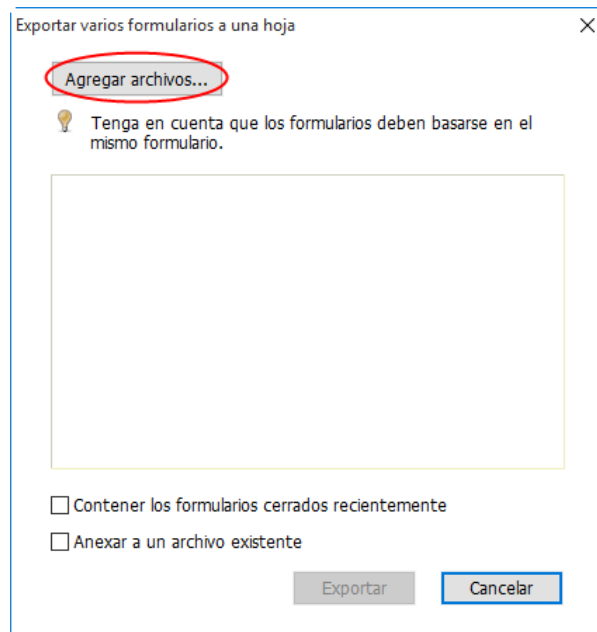 Exportar varios formularios a una hoja
Agregar archivos...
Tenga en cuenta que los formularios deben basarse en el
mismo formulario.
Contener los formularios cerrados recientemente
Anexar a un archivo existente
Exportar
Cancelar